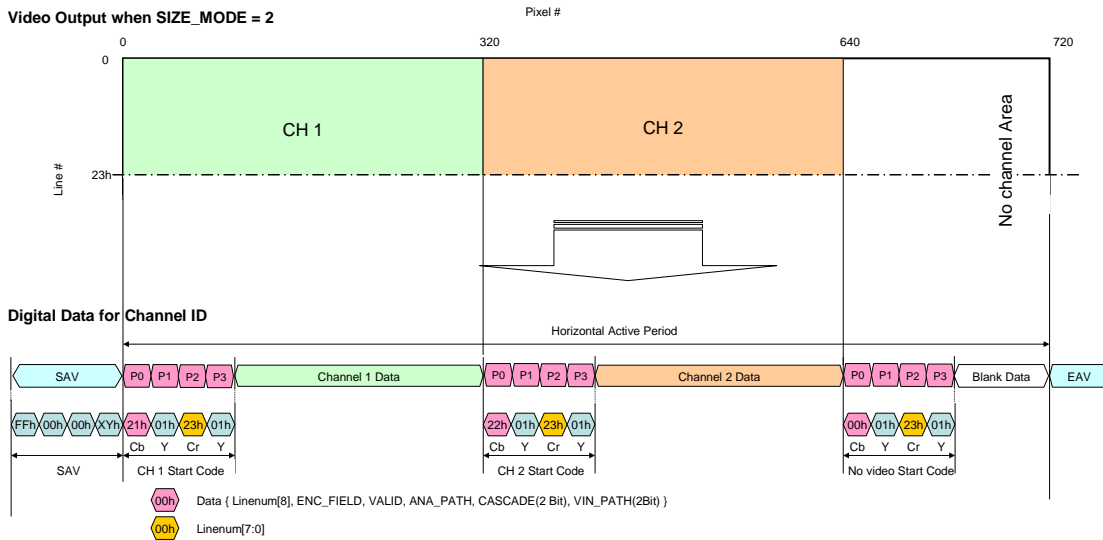 Video Output when SIZE_MODE = 2
Pixel #
0
320
640
720
0
CH 1
CH 2
No channel Area
Line #
23h
Digital Data for Channel ID
Horizontal Active Period
SAV P0 P1 P2 P3 Channel 1 Data P0 P1 P2 P3 Channel 2 Data P0 P1 P2 P3 Blank Data EAV
FFh 00h 00h XYh 21h 01h 23h 01h 22h 01h 23h 01h 00h 01h 23h 01h
Cb Y Cr Y Cb Y Cr Y Cb Y Cr Y
SAV CH 1 Start Code CH 2 Start Code No video Start Code
00h Data { Linenum[8], ENC_FIELD, VALID, ANA_PATH, CASCADE(2 Bit), VIN_PATH(2Bit) }
00h Linenum[7:0]